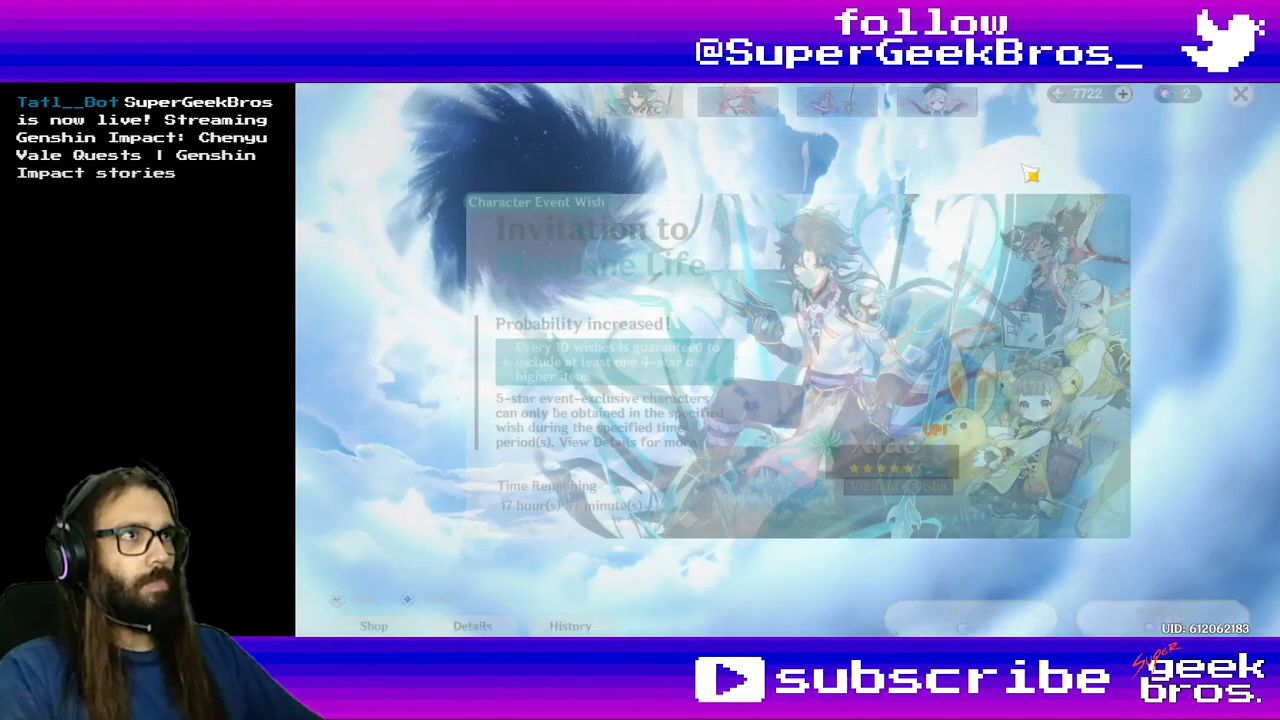 follow
@SuperGeekBros_
Tatl__Bot SuperGeekBros
is now live! Streaming
Genshin Impact: Chenyu
Vale Quests | Genshin
Impact stories
7722
2
Character Event Wish
Invitation to
Mundane Life
Probability increased!
Every 10 wishes is guaranteed to
include at least one 4-star or
higher item.
5-star event-exclusive characters
can only be obtained in the specified
wish during the specified time
period(s). View Details for more.
UP!
Xiao
Vigilant Yaksha
Time Remaining
17 hour(s) 57 minute(s)
Shop
Details
History
UID: 612062183
subscribe
SUPER
geek
bros.